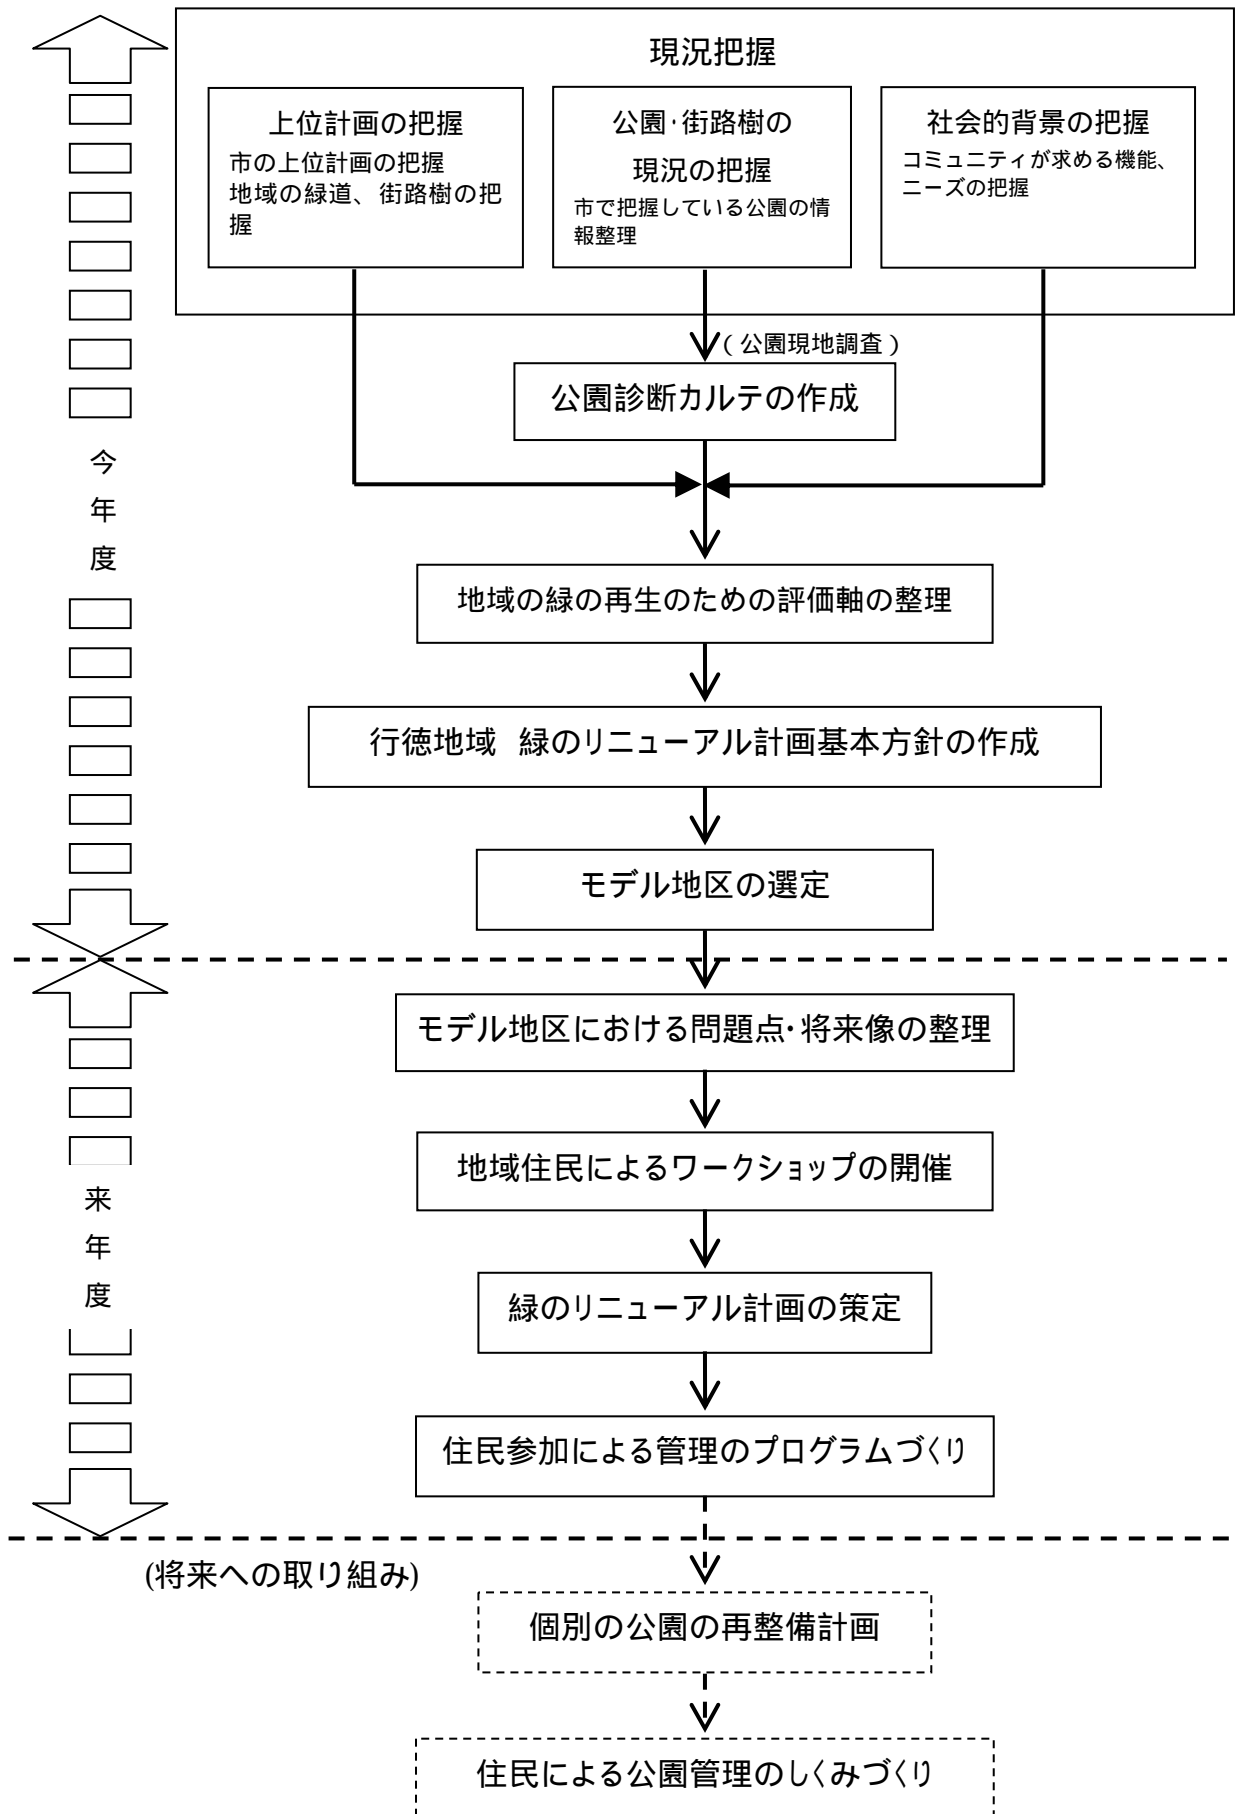 現況把握
上位計画の把握
市の上位計画の把握
地域の緑道、街路樹の把
握
公園・街路樹の
現況の把握
市で把握している公園の情
報整理
社会的背景の把握
コミュニティが求める機能、
ニーズの把握
(公園現地調査)
公園診断カルテの作成
今
年
度
地域の緑の再生のための評価軸の整理
行徳地域 緑のリニューアル計画基本方針の作成
モデル地区の選定
モデル地区における問題点・将来像の整理
地域住民によるワークショップの開催
来
年
度
緑のリニューアル計画の策定
住民参加による管理のプログラムづくり
(将来への取り組み)
個別の公園の再整備計画
住民による公園管理のしくみづくり